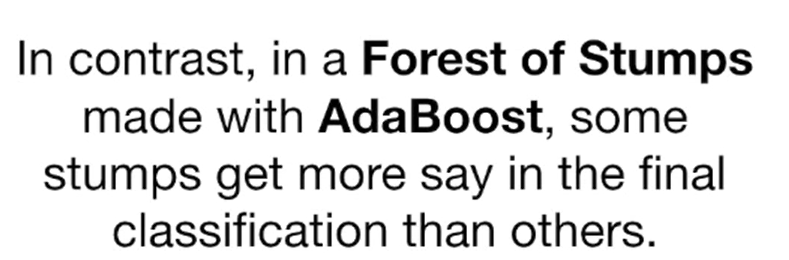 In contrast, in a Forest of Stumps
made with AdaBoost, some
stumps get more say in the final
classification than others.